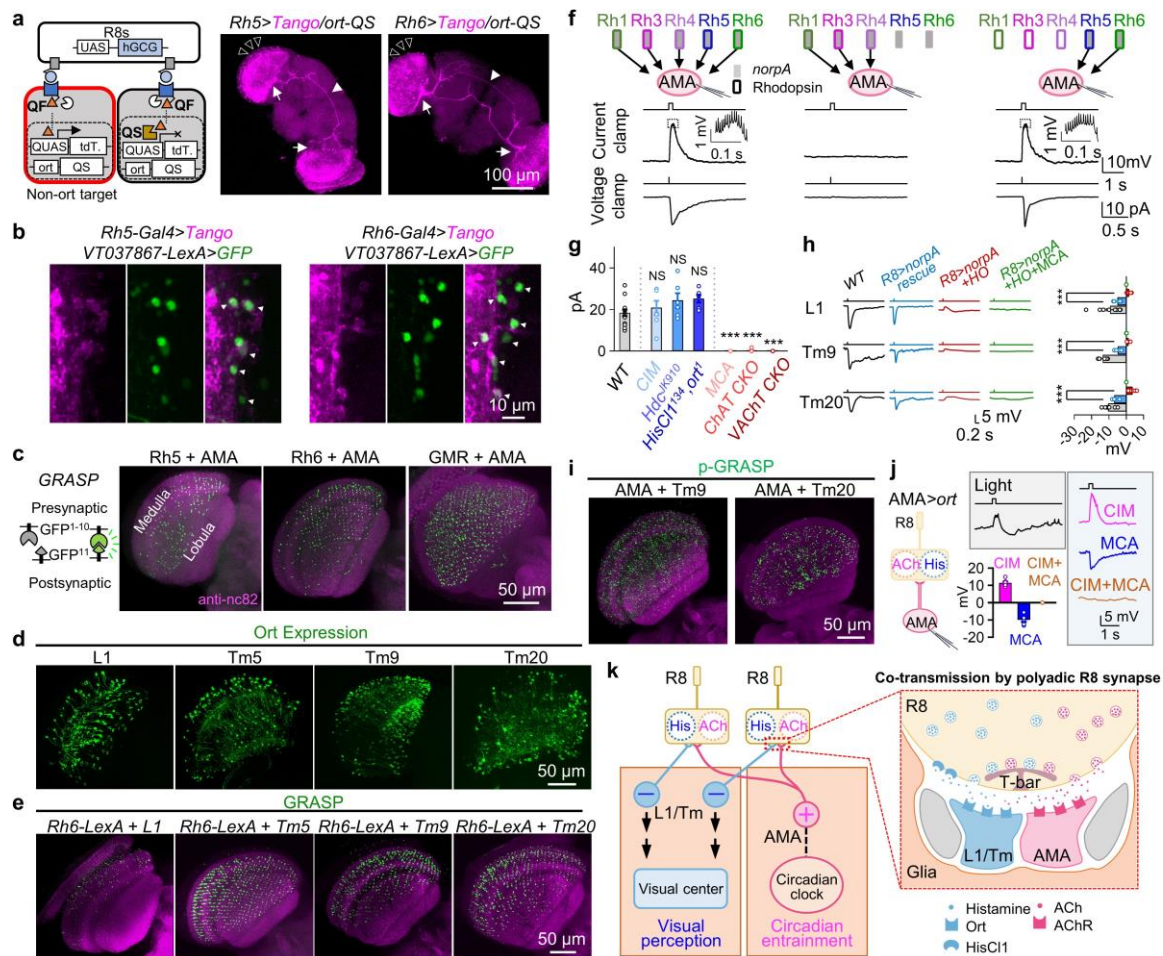 a
R8s
UAS hGCG
QF QF
QS
QUAS tdT. QUAS tdT.
ort QS ort QS
Non-ort target
Rh5>Tango/ort-QS Rh6>Tango/ort-QS
100 µm
b
Rh5-Gal4>Tango
VT037867-LexA>GFP
Rh6-Gal4>Tango
VT037867-LexA>GFP
10 µm
c
GRASP
Presynaptic
GFP1-10
GFP11
Postsynaptic
Rh5 + AMA Rh6 + AMA GMR + AMA
Medulla
Lobula
anti-nc82
50 µm
d
Ort Expression
L1 Tm5 Tm9 Tm20
50 µm
e
GRASP
Rh6-LexA + L1 Rh6-LexA + Tm5 Rh6-LexA + Tm9 Rh6-LexA + Tm20
50 µm
f
Rh1 Rh3 Rh4 Rh5 Rh6 Rh1 Rh3 Rh4 Rh5 Rh6 Rh1 Rh3 Rh4 Rh5 Rh6
AMA AMA AMA
norpA
Rhodopsin
Current clamp
Voltage clamp
1 mV
0.1 s
1 mV
0.1 s
10mV
1 s
10 pA
0.5 s
g
pA
40
20
0
NS NS NS
*** *** ***
WT
CIM
HdcJK910
HisCl1134, ort1
MCA
ChAT CKO
VAChT CKO
h
WT
R8>norpA rescue
R8>norpA +HO
R8>norpA +HO+MCA
L1
Tm9
Tm20
5 mV
0.2 s
***
***
***
-30 -20 -10 0 10
mV
i
p-GRASP
AMA + Tm9 AMA + Tm20
50 µm
j
AMA>ort
R8
ACh His
AMA
Light
CIM
MCA
CIM+MCA
5 mV
1 s
CIM CIM+
MCA
mV
20
10
0
-10
-20
MCA
k
R8 R8
His ACh His ACh
− − +
L1/Tm
AMA
Visual center
Circadian clock
Visual perception
Circadian entrainment
Co-transmission by polyadic R8 synapse
R8
T-bar
L1/Tm AMA
Glia
Histamine
Ort
HisCl1
ACh
AChR